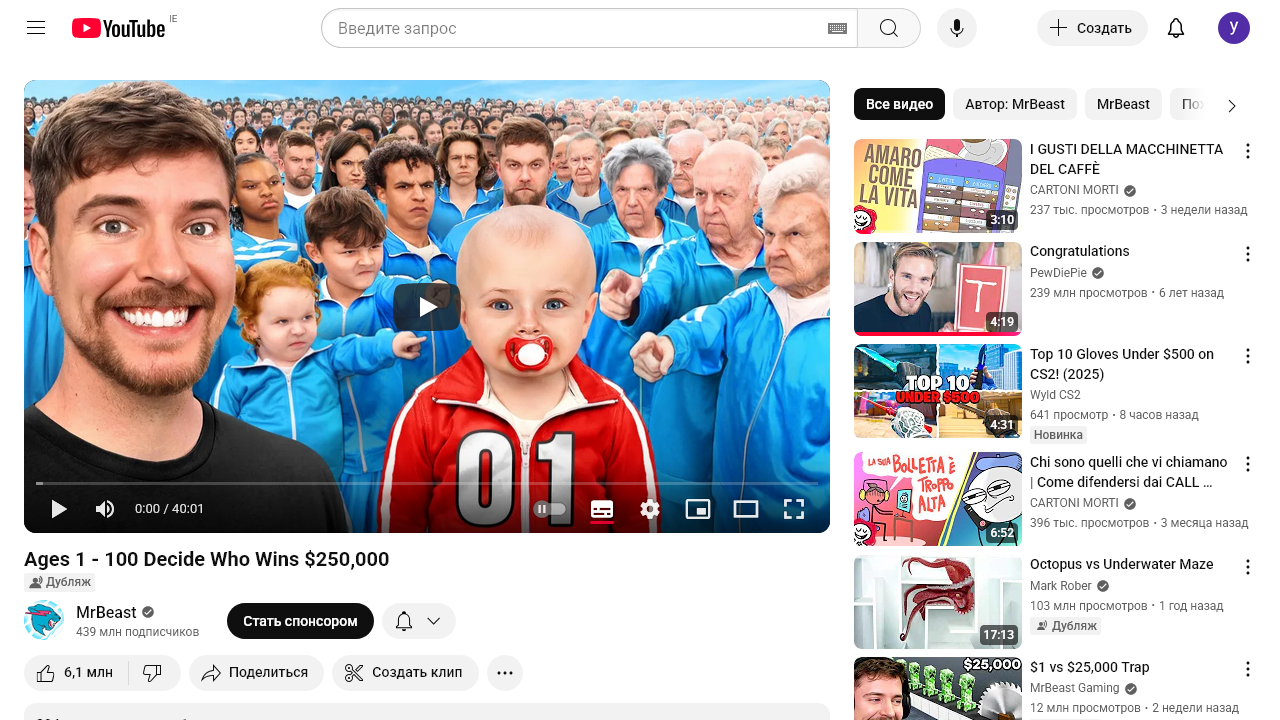 YouTube IE
Введите запрос
Создать
y
01
0:00 / 40:01
Ages 1 - 100 Decide Who Wins $250,000
Дубляж
MrBeast
439 млн подписчиков
Стать спонсором
6,1 млн
Поделиться
Создать клип
Все видео
Автор: MrBeast
MrBeast
AMARO
COME
LA VITA
3:10
I GUSTI DELLA MACCHINETTA
DEL CAFFÈ
CARTONI MORTI
237 тыс. просмотров • 3 недели назад
T
4:19
Congratulations
PewDiePie
239 млн просмотров • 6 лет назад
TOP 10
UNDER $500
4:31
Top 10 Gloves Under $500 on
CS2! (2025)
Wyld CS2
641 просмотр • 8 часов назад
Новинка
LA SUA BOLLETTA È
TROPPO
ALTA
6:52
Chi sono quelli che vi chiamano
| Come difendersi dai CALL ...
CARTONI MORTI
396 тыс. просмотров • 3 месяца назад
17:13
Octopus vs Underwater Maze
Mark Rober
103 млн просмотров • 1 год назад
Дубляж
$25,000
$1 vs $25,000 Trap
MrBeast Gaming
12 млн просмотров • 2 недели назад